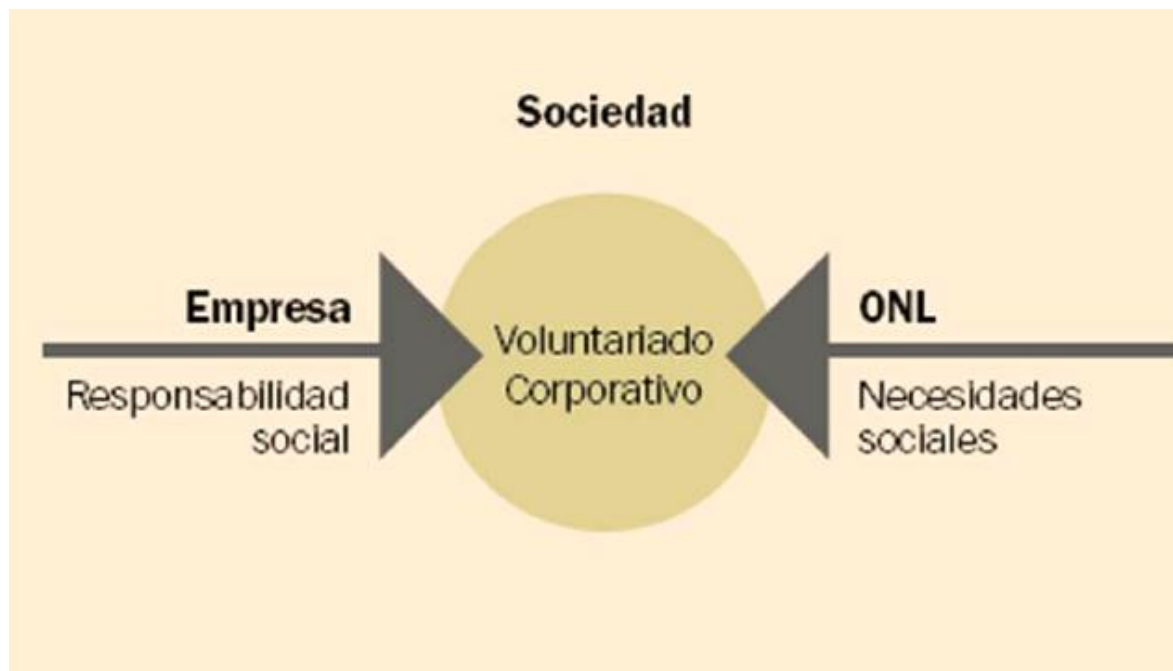 Sociedad
Empresa
Responsabilidad
social
Voluntariado
Corporativo
ONL
Necesidades
sociales